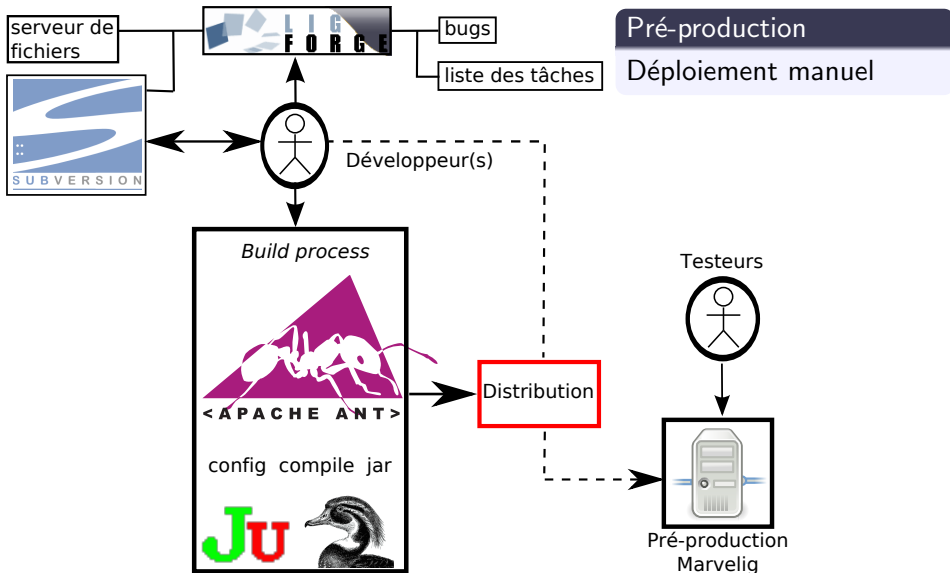 serveur de
fichiers
LIG
FORGE
bugs
liste des tâches
Pré-production
Déploiement manuel
SUBVERSION
Développeur(s)
Build process
<APACHE ANT>
config compile jar
JU
Distribution
Testeurs
Pré-production
Marvelig